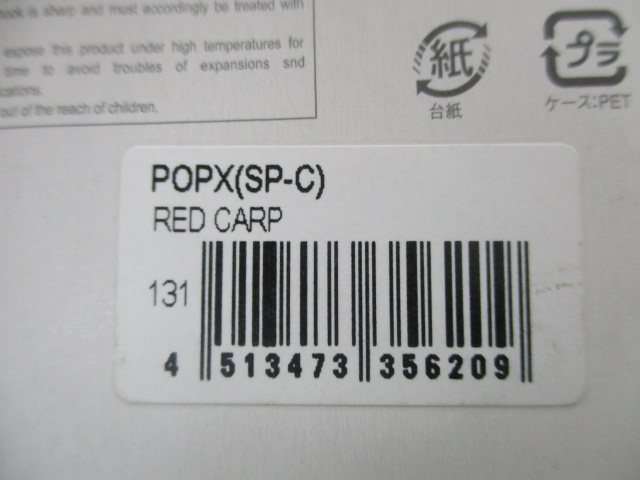 hook is sharp and must accordingly be treated with
expose this product under high temperatures for
time to avoid troubles of expansions snd
out of the reach of children.
紙
台紙
プラ
ケース:PET
POPX(SP-C)
RED CARP
131
4 513473 356209